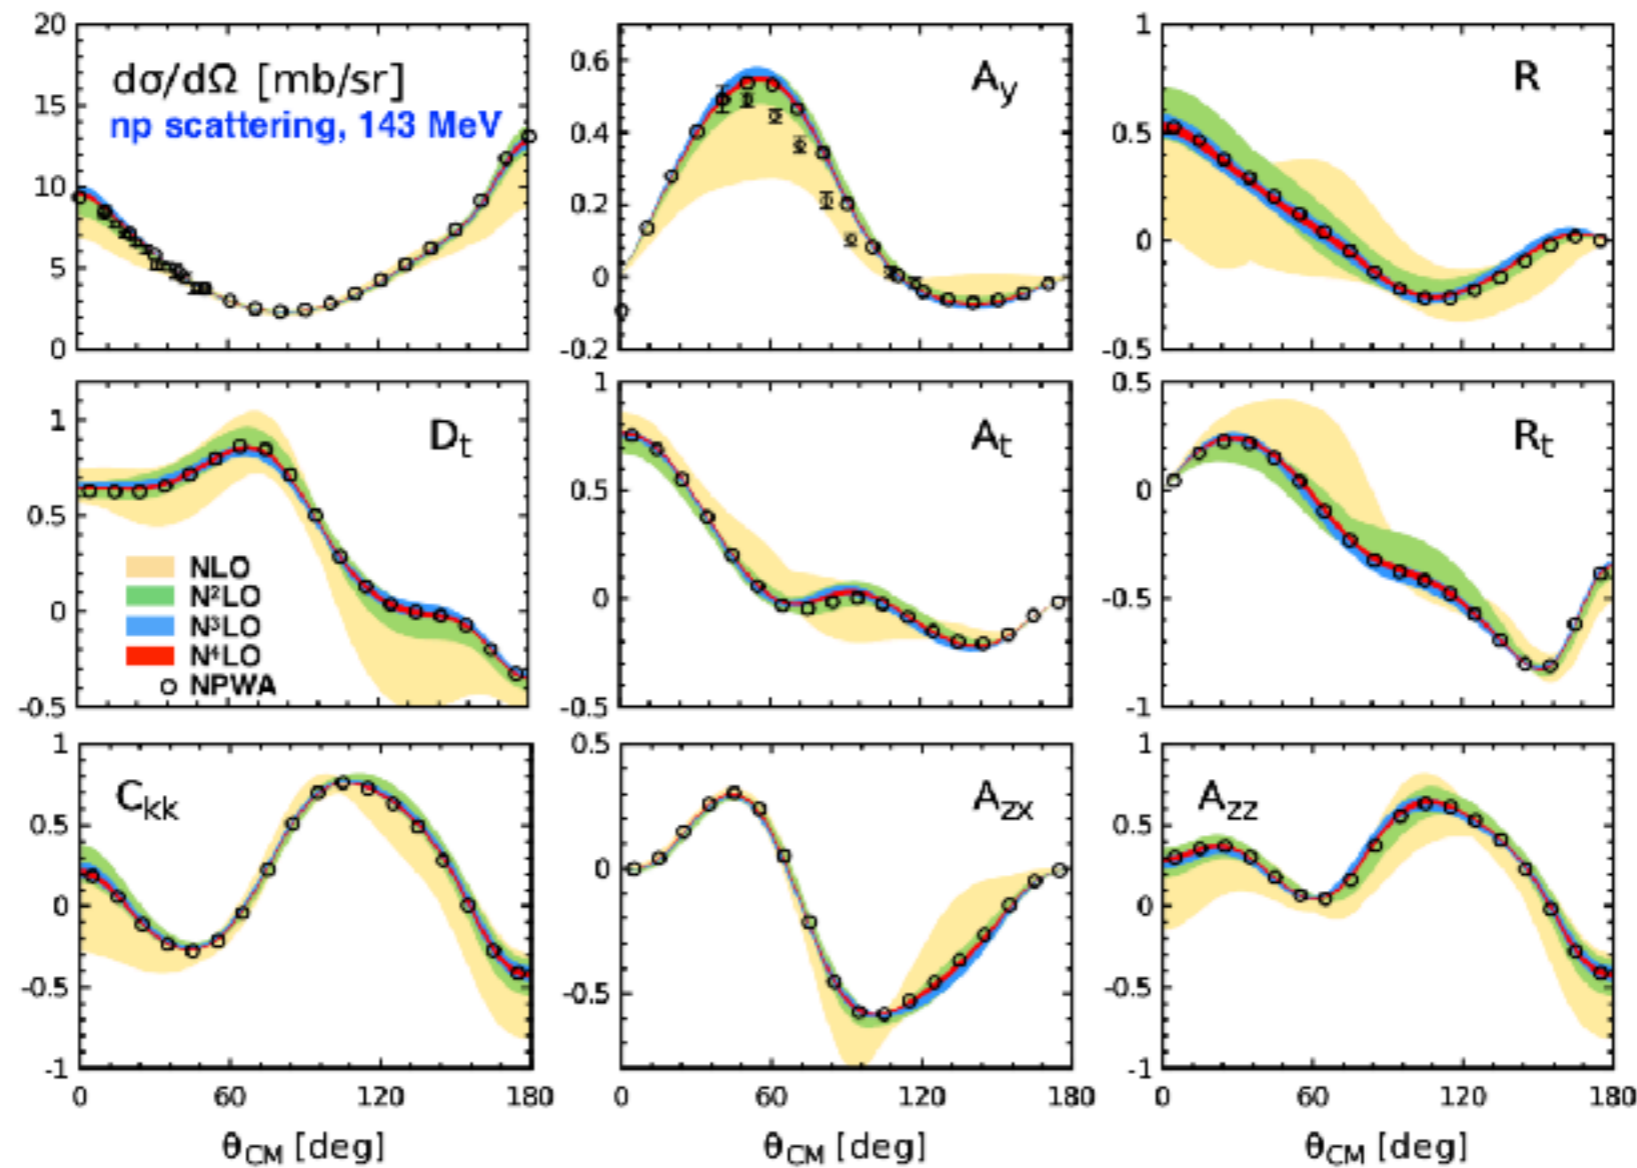 20
15
10
5
0
dσ/dΩ [mb/sr]
np scattering, 143 MeV
0.6
0.4
0.2
0
-0.2
A_y
1
0.5
0
-0.5
R
1
0.5
0
-0.5
D_t
NLO
N²LO
N³LO
N⁴LO
NPWA
1
0.5
0
-0.5
A_t
0.5
0
-0.5
-1
R_t
1
0.5
0
-0.5
-1
C_kk
0 60 120 180
θ_CM [deg]
0.5
0
-0.5
A_zx
0 60 120 180
θ_CM [deg]
1
0.5
0
-0.5
-1
A_zz
0 60 120 180
θ_CM [deg]